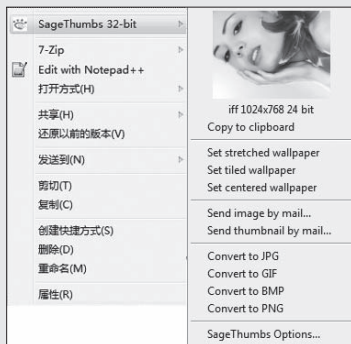 SageThumbs 32-bit
7-Zip
Edit with Notepad++
打开方式(H)
共享(H)
还原以前的版本(V)
发送到(N)
剪切(T)
复制(C)
创建快捷方式(S)
删除(D)
重命名(M)
属性(R)
iff 1024x768 24 bit
Copy to clipboard
Set stretched wallpaper
Set tiled wallpaper
Set centered wallpaper
Send image by mail...
Send thumbnail by mail...
Convert to JPG
Convert to GIF
Convert to BMP
Convert to PNG
SageThumbs Options...